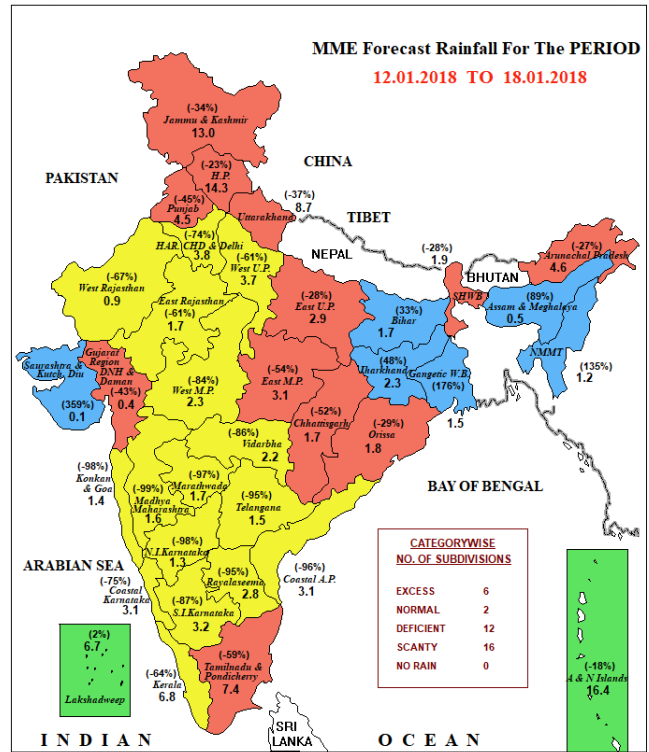 MME Forecast Rainfall For The PERIOD
12.01.2018 TO 18.01.2018
(-34%)
Jammu & Kashmir
13.0
CHINA
PAKISTAN
(-23%)
H.P.
14.3
(-45%)
Punjab
4.5
(-37%)
8.7
Uttarakhand
TIBET
(-74%)
HAR. CHD & Delhi
3.8
(-61%)
West U.P.
3.7
NEPAL
(-28%)
1.9
BHUTAN
(-27%)
Arunachal Pradesh
4.6
(-67%)
West Rajasthan
0.9
East Rajasthan
(-61%)
1.7
(-28%)
East U.P.
2.9
(33%)
Bihar
1.7
SHWB
(89%)
Assam & Meghalaya
0.5
NMMT
(135%)
1.2
Saurashtra &
Kutch, Diu
(359%)
0.1
Gujarat
Region
DNH &
Daman
(-43%)
0.4
(-84%)
West M.P.
2.3
(-54%)
East M.P.
3.1
(48%)
Jharkhand
2.3
Gangetic W.B.
(176%)
1.5
(-52%)
Chhattisgarh
1.7
(-29%)
Orissa
1.8
(-86%)
Vidarbha
2.2
(-98%)
Konkan
& Goa
1.4
(-97%)
Marathwada
1.7
(-99%)
Madhya
Maharashtra
1.6
(-95%)
Telangana
1.5
BAY OF BENGAL
(-98%)
N.I.Karnataka
1.3
ARABIAN SEA
(-75%)
Coastal
Karnataka
3.1
(-95%)
Rayalaseema
2.8
(-96%)
Coastal A.P.
3.1
(-87%)
S.I.Karnataka
3.2
CATEGORYWISE
NO. OF SUBDIVISIONS
EXCESS 6
NORMAL 2
DEFICIENT 12
SCANTY 16
NO RAIN 0
(2%)
6.7
Lakshadweep
(-64%)
Kerala
6.8
(-59%)
Tamilnadu &
Pondicherry
7.4
(-18%)
A & N Islands
16.4
SRI
LANKA
INDIAN OCEAN